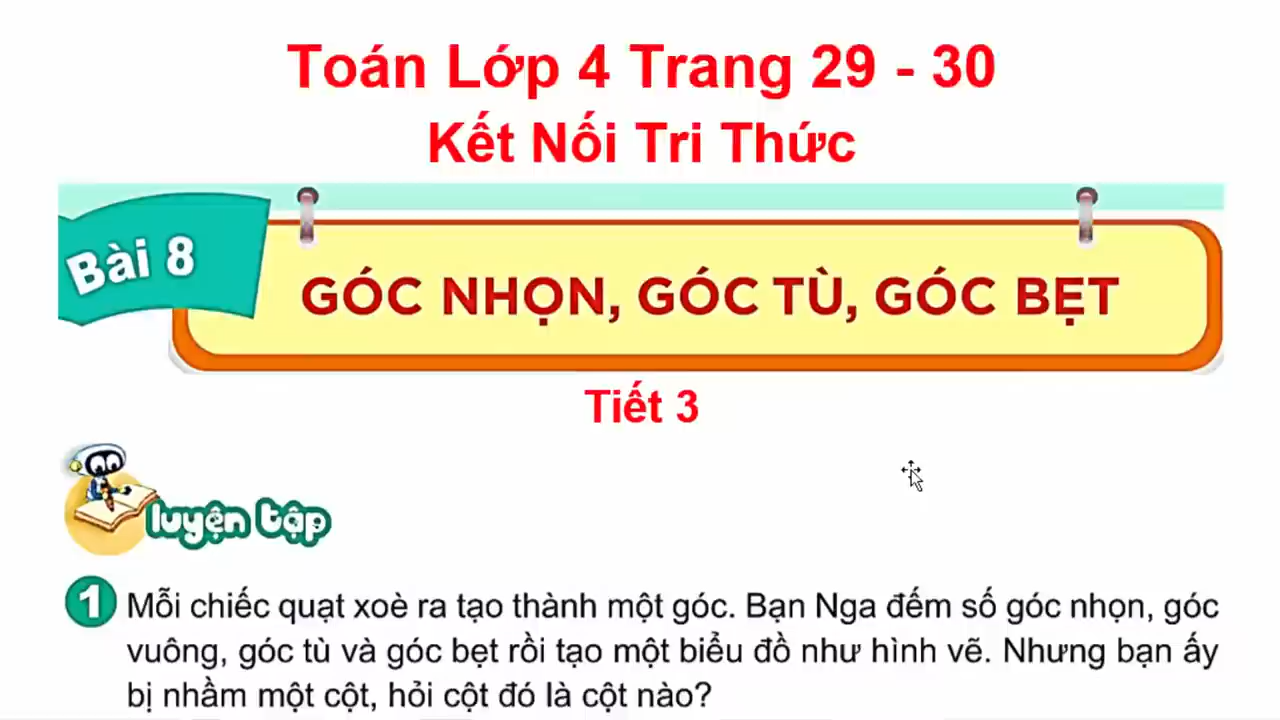 Toán Lớp 4 Trang 29 - 30
Kết Nối Tri Thức
Bài 8
GÓC NHỌN, GÓC TÙ, GÓC BẸT
Tiết 3
luyện tập
1 Mỗi chiếc quạt xoè ra tạo thành một góc. Bạn Nga đếm số góc nhọn, góc
vuông, góc tù và góc bẹt rồi tạo một biểu đồ như hình vẽ. Nhưng bạn ấy
bị nhầm một cột, hỏi cột đó là cột nào?